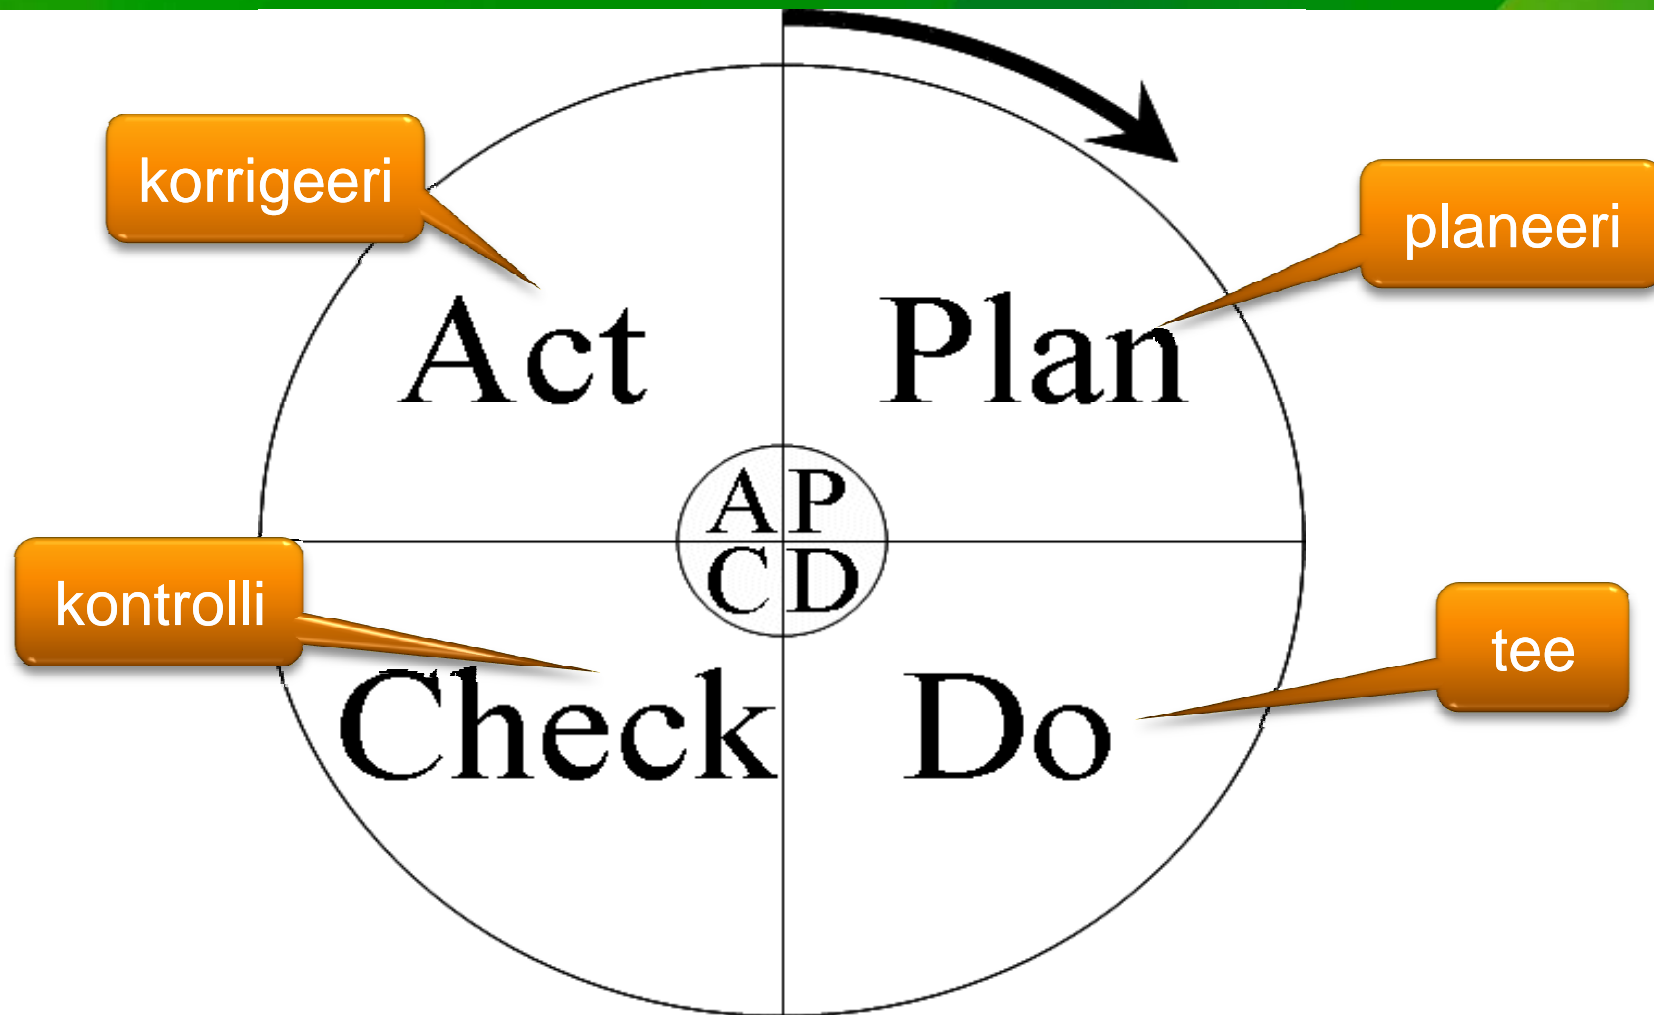 korrigeeri
planeeri
Act
Plan
A P
C D
kontrolli
tee
Check
Do